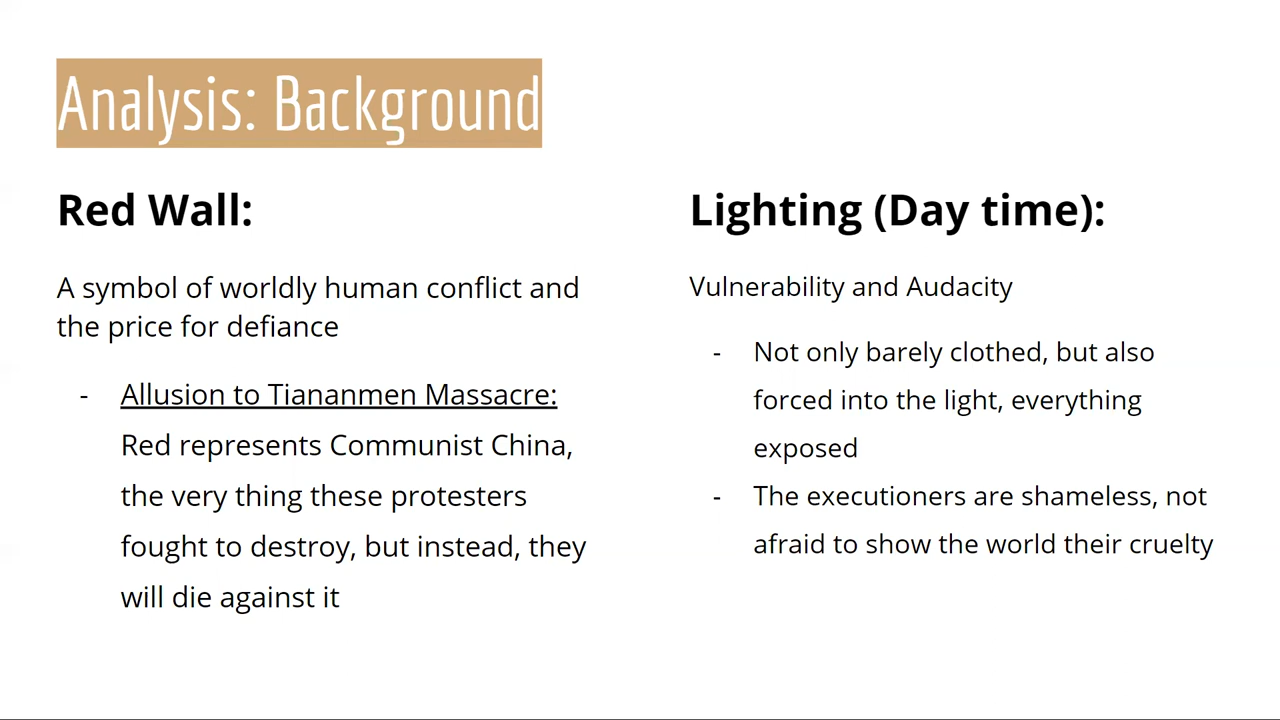 Analysis: Background
Red Wall:
A symbol of worldly human conflict and
the price for defiance
- Allusion to Tiananmen Massacre:
Red represents Communist China,
the very thing these protesters
fought to destroy, but instead, they
will die against it
Lighting (Day time):
Vulnerability and Audacity
- Not only barely clothed, but also
forced into the light, everything
exposed
- The executioners are shameless, not
afraid to show the world their cruelty